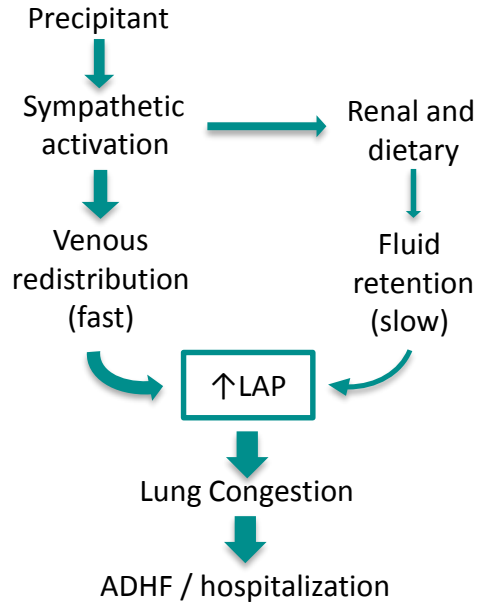 Precipitant
Sympathetic
activation
Renal and
dietary
Venous
redistribution
(fast)
Fluid
retention
(slow)
↑LAP
Lung Congestion
ADHF / hospitalization